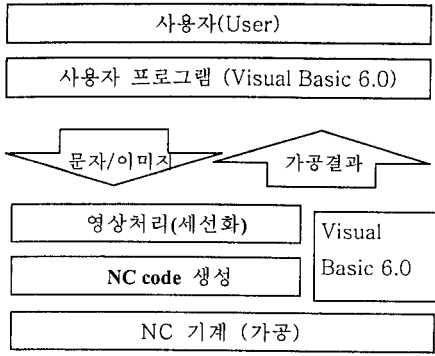 사용자(User)
사용자 프로그램 (Visual Basic 6.0)
문자/이미지
가공결과
영상처리(세선화)
Visual
Basic 6.0
NC code 생성
NC 기계 (가공)